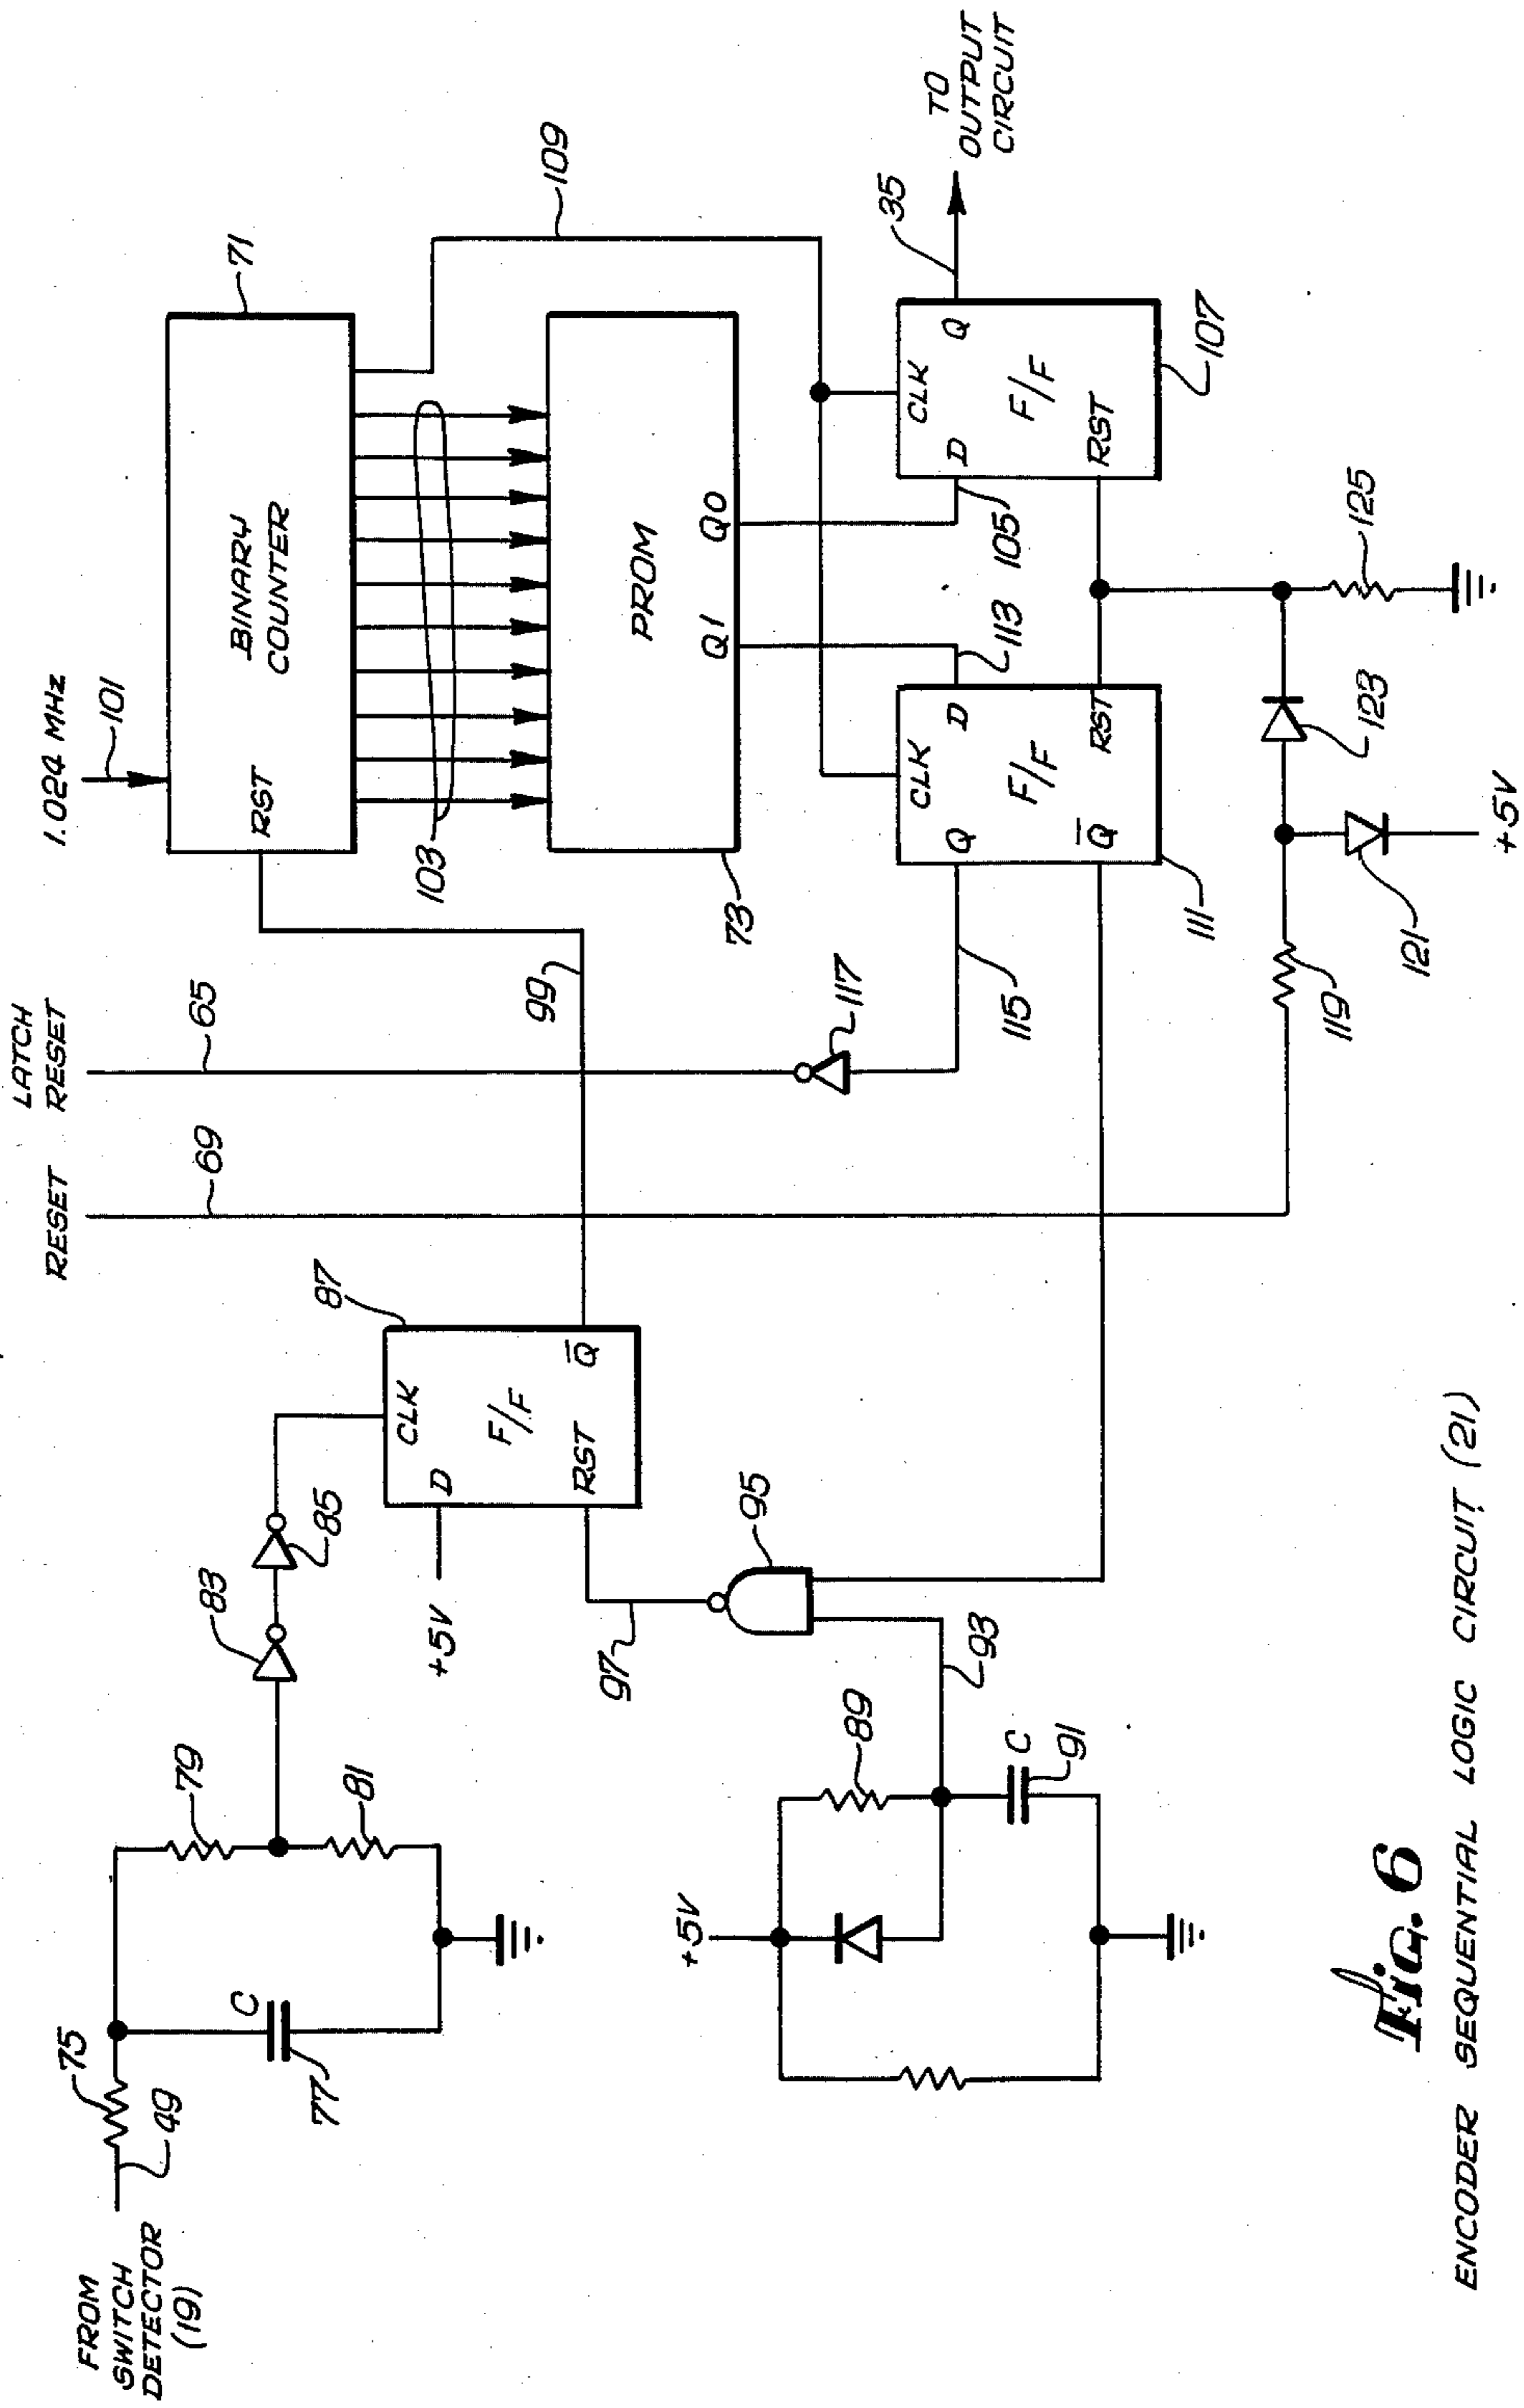 FROM
SWITCH
DETECTOR
(19)
49
75
C
77
79
81
83
85
87
CLK
D
F/F
RST
Q̅
+5V
RESET
69
LATCH
RESET
65
99
1.024 MHz
101
RST
BINARY
COUNTER
71
103
109
PROM
Q1
Q0
73
+5V
89
C
91
93
95
97
117
115
CLK
Q
D
F/F
Q̅
RST
111
113
105
CLK
D
Q
F/F
RST
107
35
TO
OUTPUT
CIRCUIT
119
121
+5V
123
125
Fig. 6
ENCODER SEQUENTIAL LOGIC CIRCUIT (21)